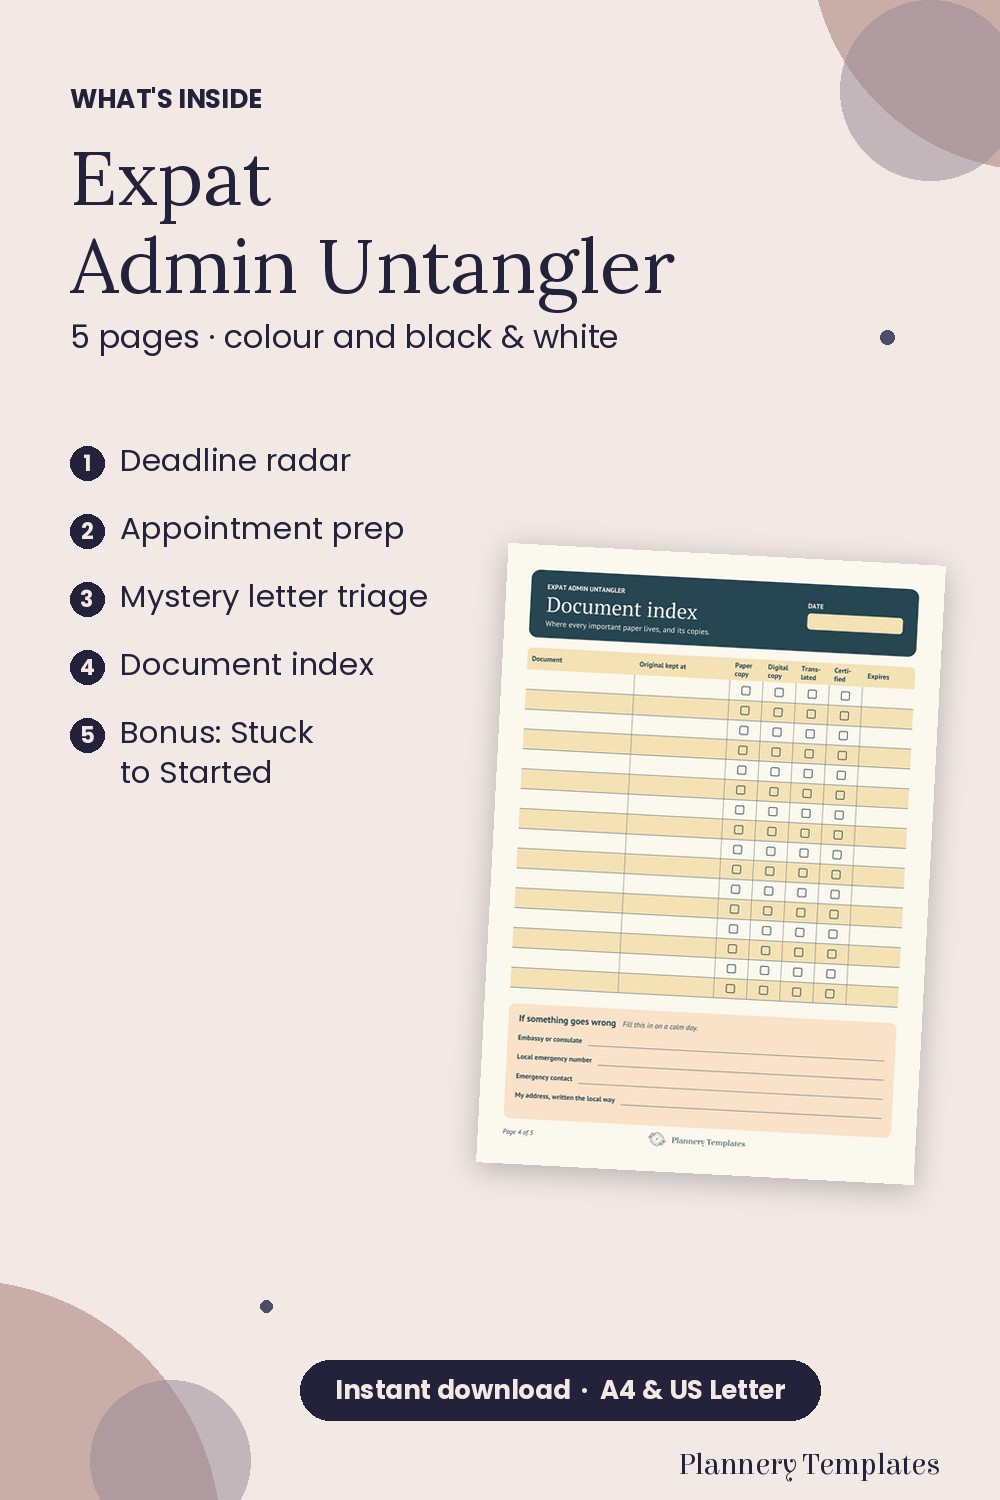 WHAT'S INSIDE
Expat
Admin Untangler
5 pages · colour and black & white
1 Deadline radar
2 Appointment prep
3 Mystery letter triage
4 Document index
5 Bonus: Stuck
to Started
EXPAT ADMIN UNTANGLER
Document index
Where every important paper lives, and its copies.
DATE
Document Original kept at Paper copy Digital copy Trans-lated Certi-fied Expires
If something goes wrong Fill this in on a calm day.
Embassy or consulate
Local emergency number
Emergency contact
My address, written the local way
Page 4 of 5
Plannery Templates
Instant download · A4 & US Letter
Plannery Templates